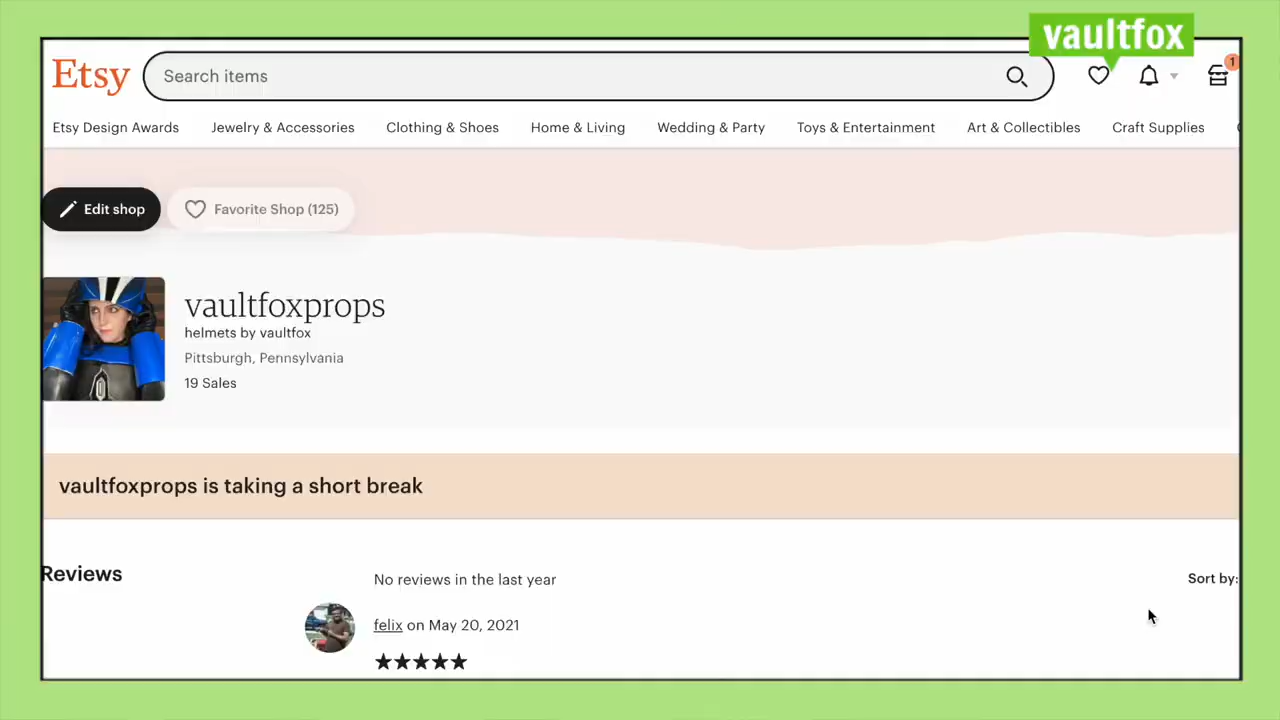 vaultfox
Etsy
Search items
1
Etsy Design Awards Jewelry & Accessories Clothing & Shoes Home & Living Wedding & Party Toys & Entertainment Art & Collectibles Craft Supplies
Edit shop Favorite Shop (125)
vaultfoxprops
helmets by vaultfox
Pittsburgh, Pennsylvania
19 Sales
vaultfoxprops is taking a short break
Reviews
No reviews in the last year
Sort by:
felix on May 20, 2021